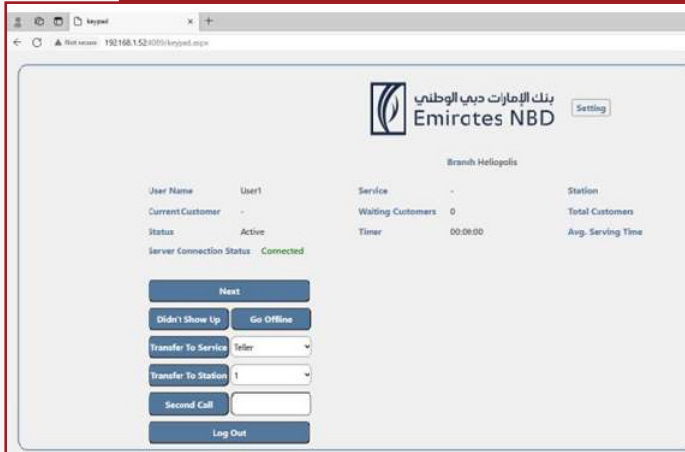 keypad
Not secure 192.168.1.52:4089/keypad.aspx
بنك الإمارات دبي الوطني
Emirates NBD
Setting
Branch Heliopolis
User Name User1 Service - Station
Current Customer - Waiting Customers 0 Total Customers
Status Active Timer 00:00:00 Avg. Serving Time
Server Connection Status Connected
Next
Didn't Show Up Go Offline
Transfer To Service Teller
Transfer To Station 1
Second Call
Log Out